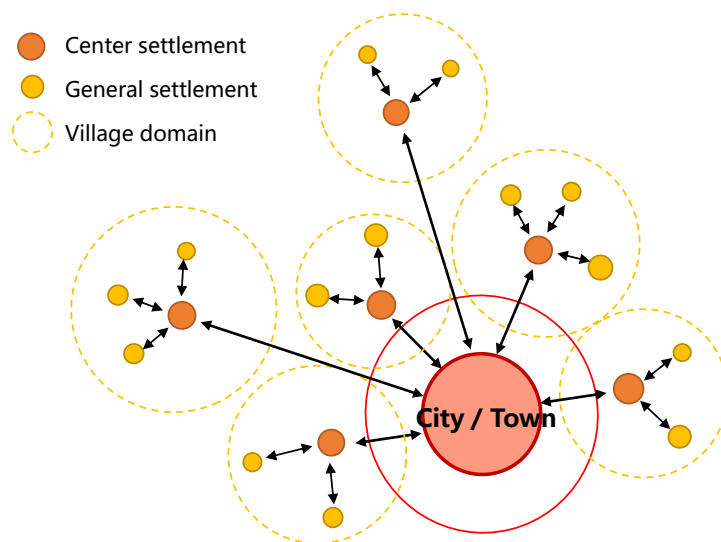 Center settlement
General settlement
Village domain
City / Town